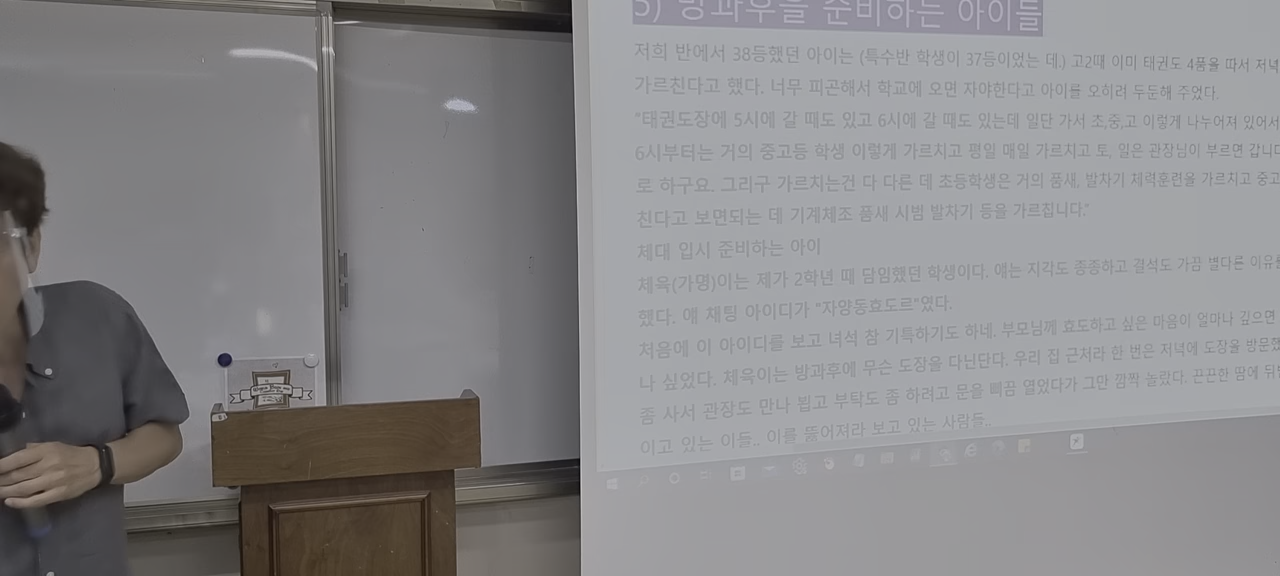 5) 방과후을 준비하는 아이들
저희 반에서 38등했던 아이는 (특수반 학생이 37등이었는 데.) 고2때 이미 태권도 4품을 따서 저녁
가르친다고 했다. 너무 피곤해서 학교에 오면 자야한다고 아이를 오히려 두둔해 주었다.
"태권도장에 5시에 갈 때도 있고 6시에 갈 때도 있는데 일단 가서 초,중,고 이렇게 나누어져 있어서
6시부터는 거의 중고등 학생 이렇게 가르치고 평일 매일 가르치고 토, 일은 관장님이 부르면 갑니다
로 하구요. 그리구 가르치는건 다 다른 데 초등학생은 거의 품새, 발차기 체력훈련을 가르치고 중고
친다고 보면되는 데 기계체조 품새 시범 발차기 등을 가르칩니다."
체대 입시 준비하는 아이
체육(가명)이는 제가 2학년 때 담임했던 학생이다. 얘는 지각도 종종하고 결석도 가끔 별다른 이유를
했다. 얘 채팅 아이디가 "자양동효도르"였다.
처음에 이 아이디를 보고 녀석 참 기특하기도 하네. 부모님께 효도하고 싶은 마음이 얼마나 깊으면
나 싶었다. 체육이는 방과후에 무슨 도장을 다닌단다. 우리 집 근처라 한 번은 저녁에 도장을 방문했
좀 사서 관장도 만나 뵙고 부탁도 좀 하려고 문을 빼꼼 열었다가 그만 깜짝 놀랐다. 끈끈한 땀에 뒤
이고 있는 이들.. 이를 뚫어져라 보고 있는 사람들..